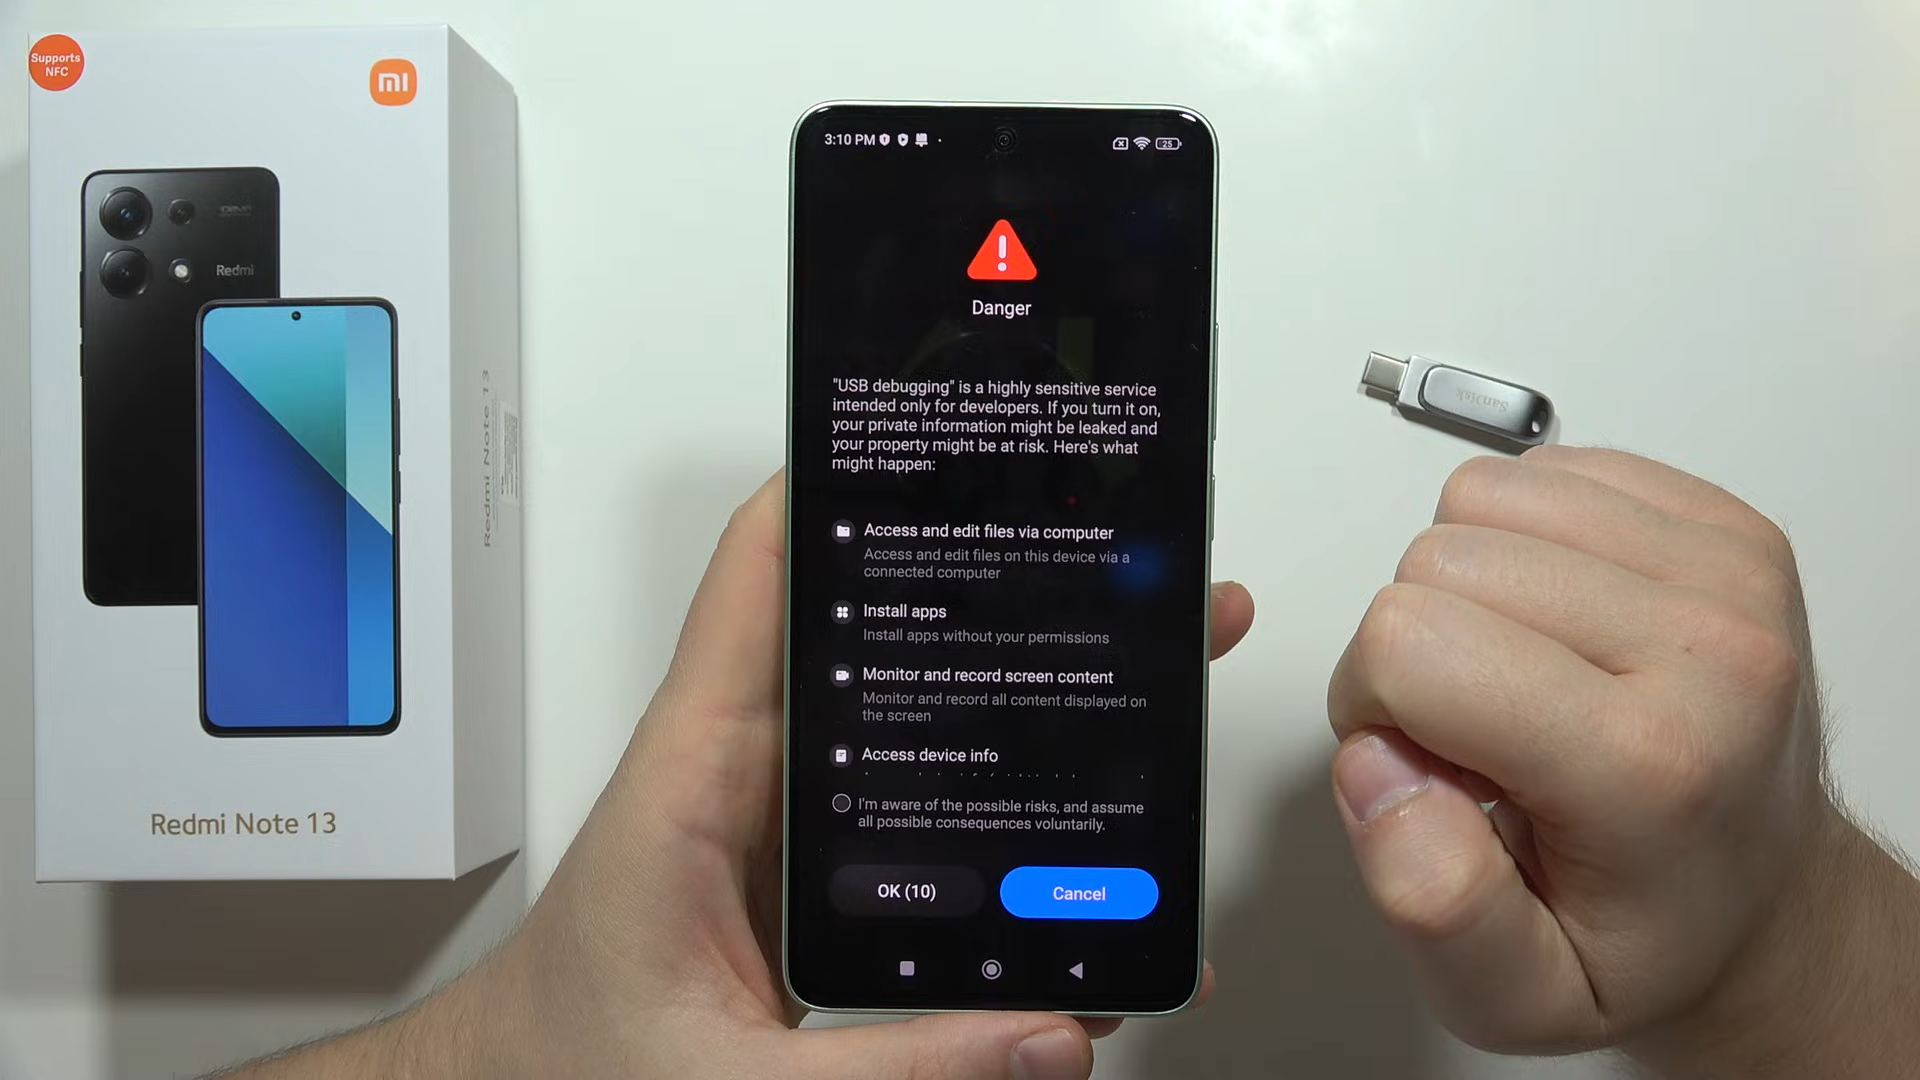 Supports
NFC
mi
Redmi
Redmi Note 13
Redmi Note 13
3:10 PM
25
Danger
"USB debugging" is a highly sensitive service
intended only for developers. If you turn it on,
your private information might be leaked and
your property might be at risk. Here's what
might happen:
Access and edit files via computer
Access and edit files on this device via a
connected computer
Install apps
Install apps without your permissions
Monitor and record screen content
Monitor and record all content displayed on
the screen
Access device info
I'm aware of the possible risks, and assume
all possible consequences voluntarily.
OK (10)
Cancel
SanDisk